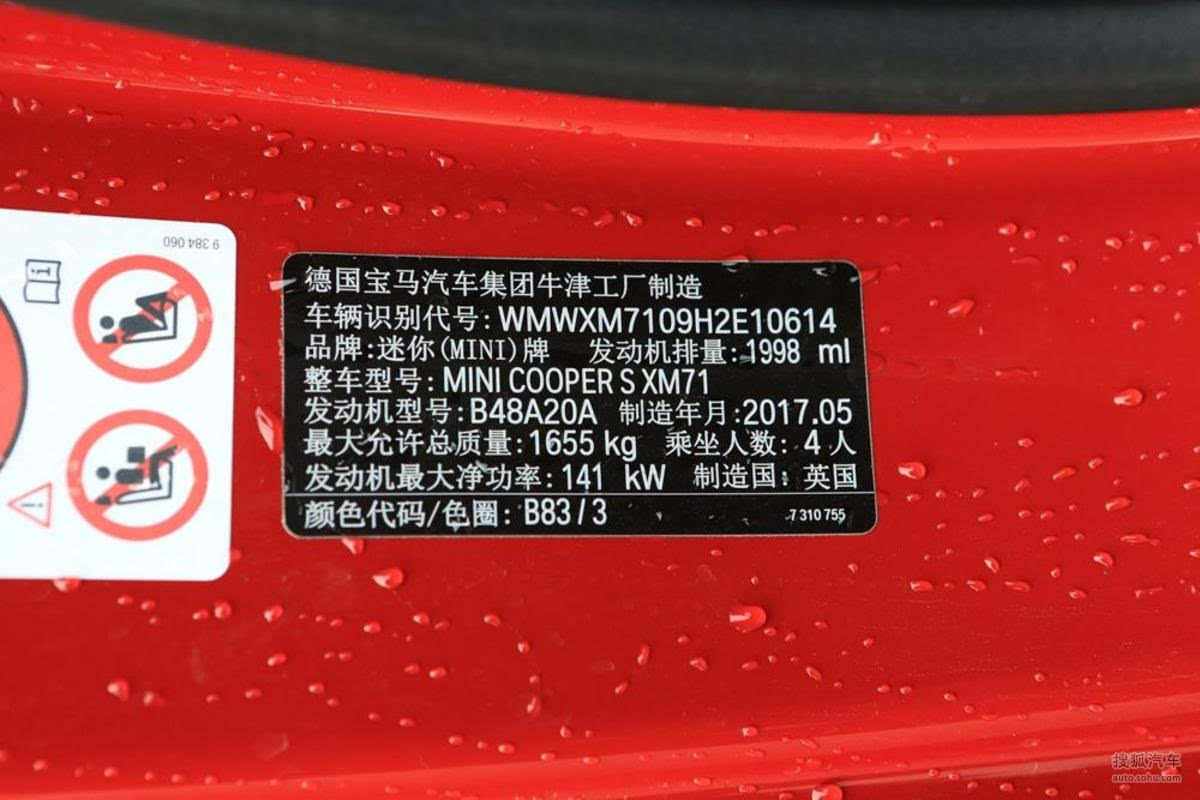 9 384 060
德国宝马汽车集团牛津工厂制造
车辆识别代号: WMWXM7109H2E10614
品牌:迷你(MINI)牌 发动机排量:1998 ml
整车型号: MINI COOPER S XM71
发动机型号: B48A20A 制造年月:2017.05
最大允许总质量: 1655 kg 乘坐人数: 4 人
发动机最大净功率: 141 kW 制造国: 英国
颜色代码/色圈: B83 / 3 7 310 755
搜狐汽车
auto.sohu.com